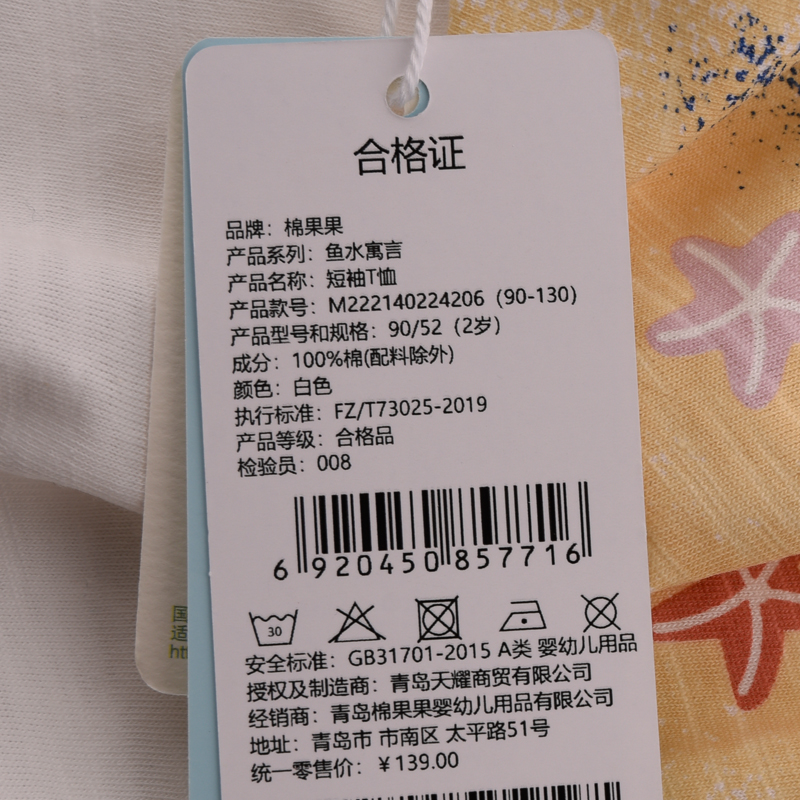 合格证
品牌：棉果果
产品系列：鱼水寓言
产品名称：短袖T恤
产品款号：M222140224206（90-130）
产品型号和规格：90/52（2岁）
成分：100%棉(配料除外)
颜色：白色
执行标准：FZ/T73025-2019
产品等级：合格品
检验员：008
6 920450 857716
30
安全标准：GB31701-2015 A类 婴幼儿用品
授权及制造商：青岛天耀商贸有限公司
经销商：青岛棉果果婴幼儿用品有限公司
地址：青岛市 市南区 太平路51号
统一零售价：￥139.00
国
适
htt